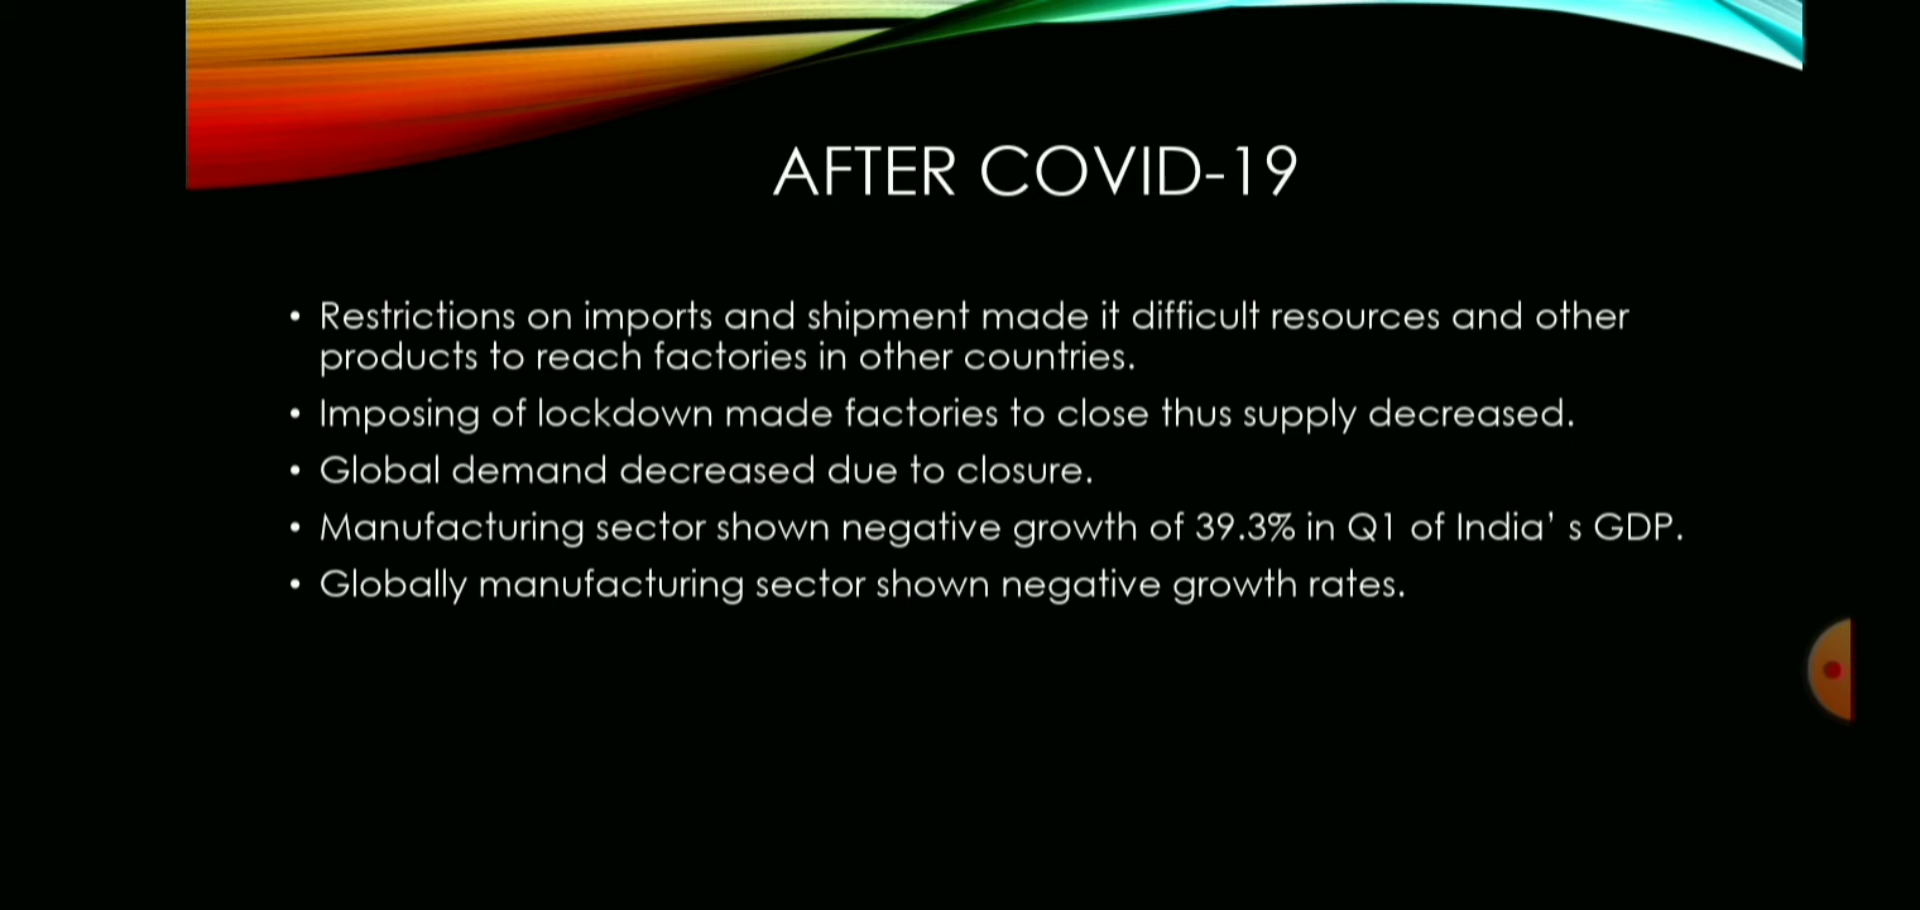 AFTER COVID-19
• Restrictions on imports and shipment made it difficult resources and other
products to reach factories in other countries.
• Imposing of lockdown made factories to close thus supply decreased.
• Global demand decreased due to closure.
• Manufacturing sector shown negative growth of 39.3% in Q1 of India’ s GDP.
• Globally manufacturing sector shown negative growth rates.